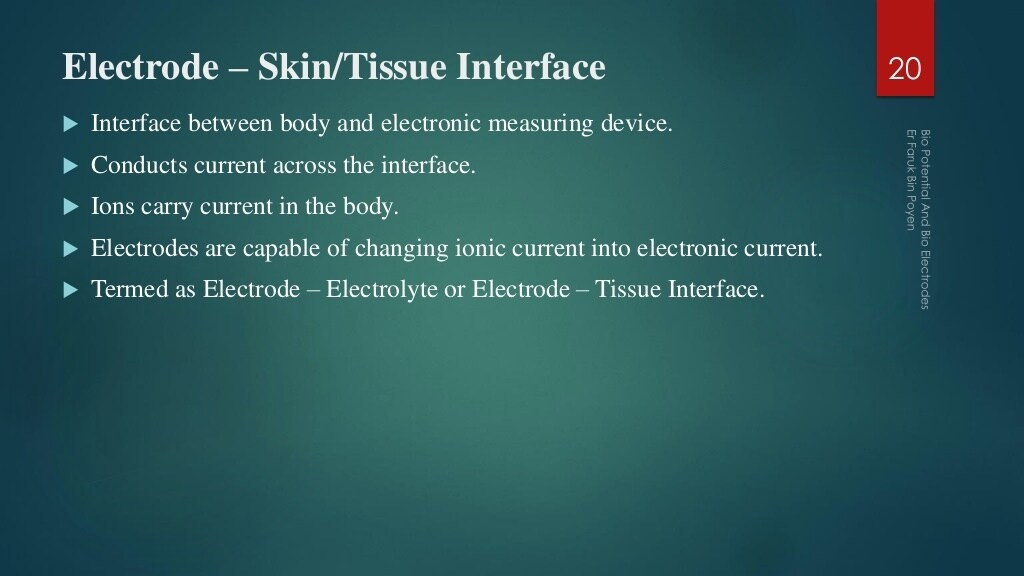 Electrode – Skin/Tissue Interface
20
Interface between body and electronic measuring device.
Conducts current across the interface.
Ions carry current in the body.
Electrodes are capable of changing ionic current into electronic current.
Termed as Electrode – Electrolyte or Electrode – Tissue Interface.
Bio Potential And Bio Electrodes
Er Faruk Bin Poyen